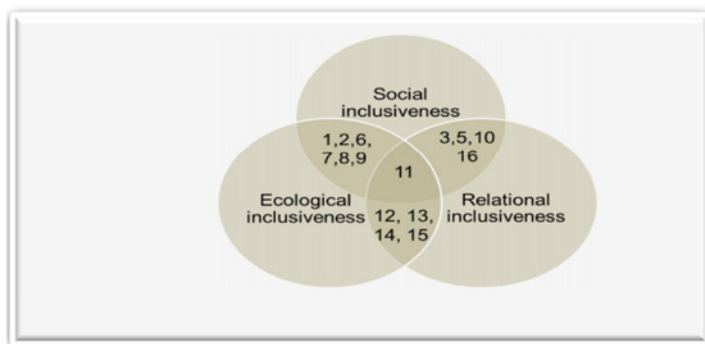 Social
inclusiveness
1,2,6,
7,8,9
3,5,10
16
11
Ecological
inclusiveness
Relational
inclusiveness
12, 13,
14, 15